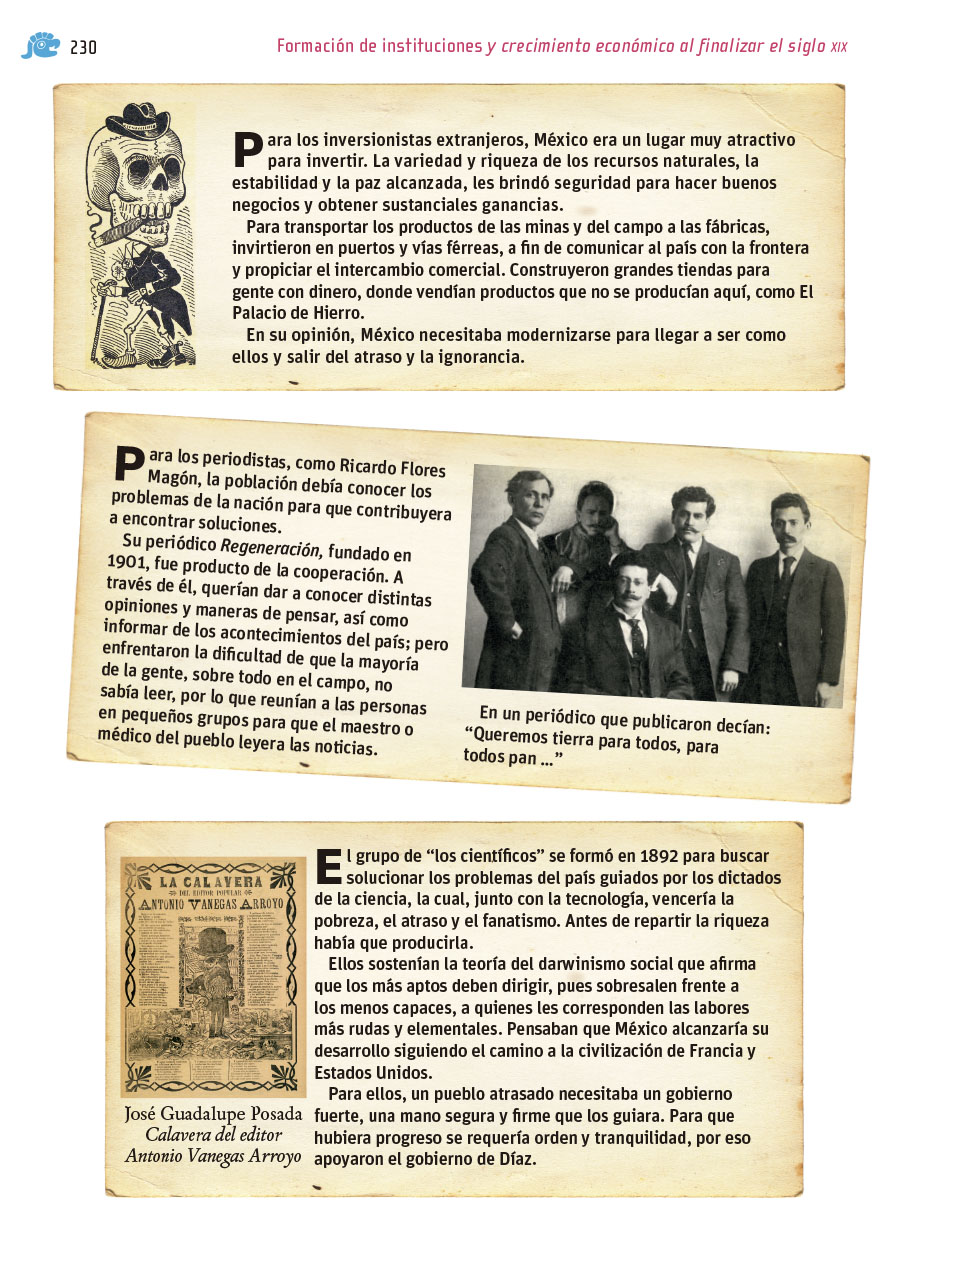 230
Formación de instituciones y crecimiento económico al finalizar el siglo XIX
Para los inversionistas extranjeros, México era un lugar muy atractivo
para invertir. La variedad y riqueza de los recursos naturales, la
estabilidad y la paz alcanzada, les brindó seguridad para hacer buenos
negocios y obtener sustanciales ganancias.
Para transportar los productos de las minas y del campo a las fábricas,
invirtieron en puertos y vías férreas, a fin de comunicar al país con la frontera
y propiciar el intercambio comercial. Construyeron grandes tiendas para
gente con dinero, donde vendían productos que no se producían aquí, como El
Palacio de Hierro.
En su opinión, México necesitaba modernizarse para llegar a ser como
ellos y salir del atraso y la ignorancia.
Para los periodistas, como Ricardo Flores
Magón, la población debía conocer los
problemas de la nación para que contribuyera
a encontrar soluciones.
Su periódico Regeneración, fundado en
1901, fue producto de la cooperación. A
través de él, querían dar a conocer distintas
opiniones y maneras de pensar, así como
informar de los acontecimientos del país; pero
enfrentaron la dificultad de que la mayoría
de la gente, sobre todo en el campo, no
sabía leer, por lo que reunían a las personas
en pequeños grupos para que el maestro o
médico del pueblo leyera las noticias.
En un periódico que publicaron decían:
“Queremos tierra para todos, para
todos pan ...”
LA CALAVERA
DEL EDITOR POPULAR
ANTONIO VANEGAS ARROYO
José Guadalupe Posada
Calavera del editor
Antonio Vanegas Arroyo
El grupo de “los científicos” se formó en 1892 para buscar
solucionar los problemas del país guiados por los dictados
de la ciencia, la cual, junto con la tecnología, vencería la
pobreza, el atraso y el fanatismo. Antes de repartir la riqueza
había que producirla.
Ellos sostenían la teoría del darwinismo social que afirma
que los más aptos deben dirigir, pues sobresalen frente a
los menos capaces, a quienes les corresponden las labores
más rudas y elementales. Pensaban que México alcanzaría su
desarrollo siguiendo el camino a la civilización de Francia y
Estados Unidos.
Para ellos, un pueblo atrasado necesitaba un gobierno
fuerte, una mano segura y firme que los guiara. Para que
hubiera progreso se requería orden y tranquilidad, por eso
apoyaron el gobierno de Díaz.